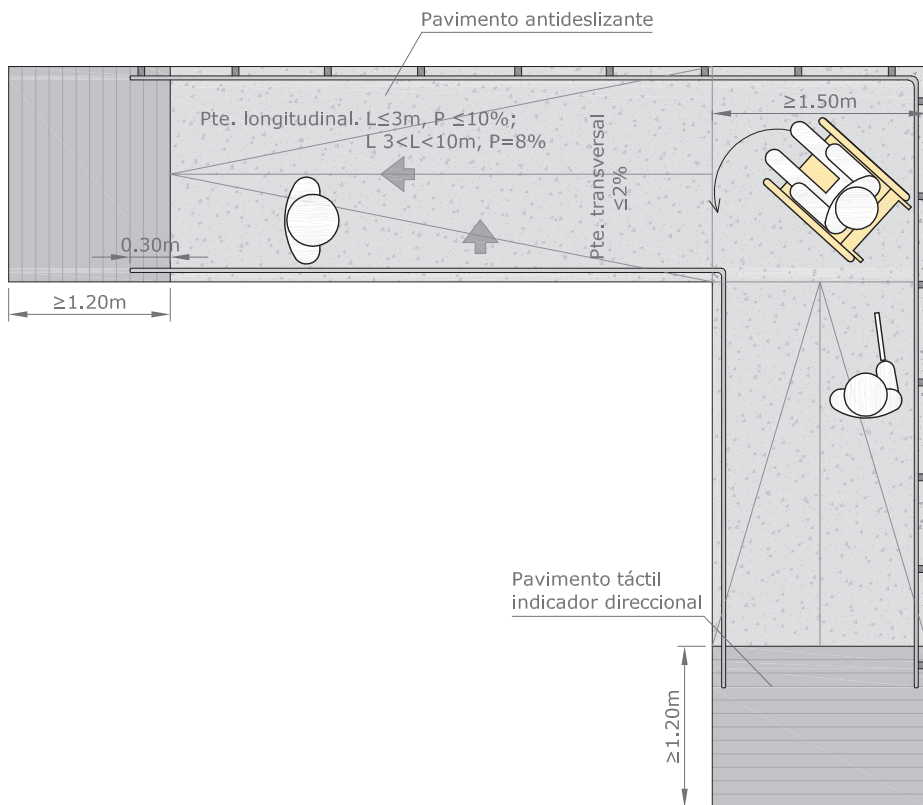 Pavimento antideslizante
≥1.50m
Pte. longitudinal. L≤3m, P ≤10%;
L 3<L<10m, P=8%
Pte. transversal
≤2%
0.30m
≥1.20m
Pavimento táctil
indicador direccional
≥1.20m